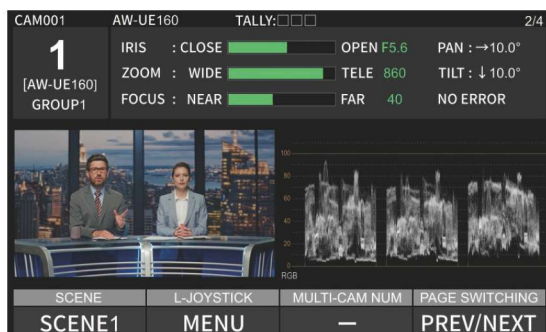 CAM001 AW-UE160 TALLY:□□□ 2/4
1
[AW-UE160]
GROUP1
IRIS : CLOSE OPEN F5.6 PAN : →10.0°
ZOOM : WIDE TELE 860 TILT : ↓10.0°
FOCUS : NEAR FAR 40 NO ERROR
100
80
60
40
20
0
RGB
SCENE L-JOYSTICK MULTI-CAM NUM PAGE SWITCHING
SCENE1 MENU — PREV/NEXT